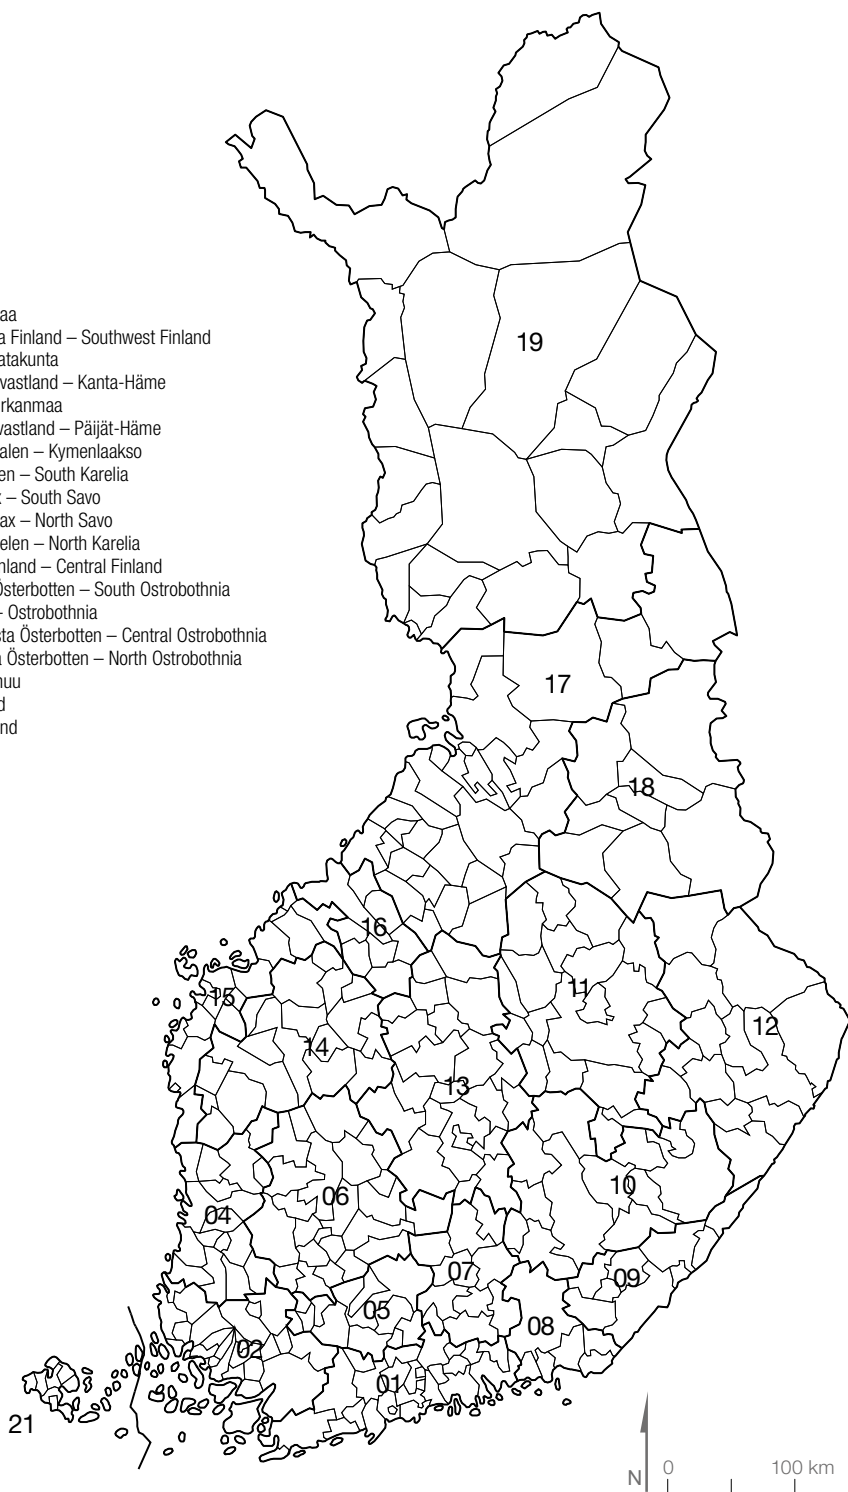 aa
a Finland – Southwest Finland
atakunta
vastland – Kanta-Häme
rkanmaa
vastland – Päijät-Häme
alen – Kymenlaakso
en – South Karelia
– South Savo
ax – North Savo
elen – North Karelia
nland – Central Finland
Österbotten – South Ostrobothnia
- Ostrobothnia
sta Österbotten – Central Ostrobothnia
a Österbotten – North Ostrobothnia
nuu
d
nd
19
17
18
16
11
15
12
14
13
10
06
04
07
09
05
08
02
01
21
N
0
100 km